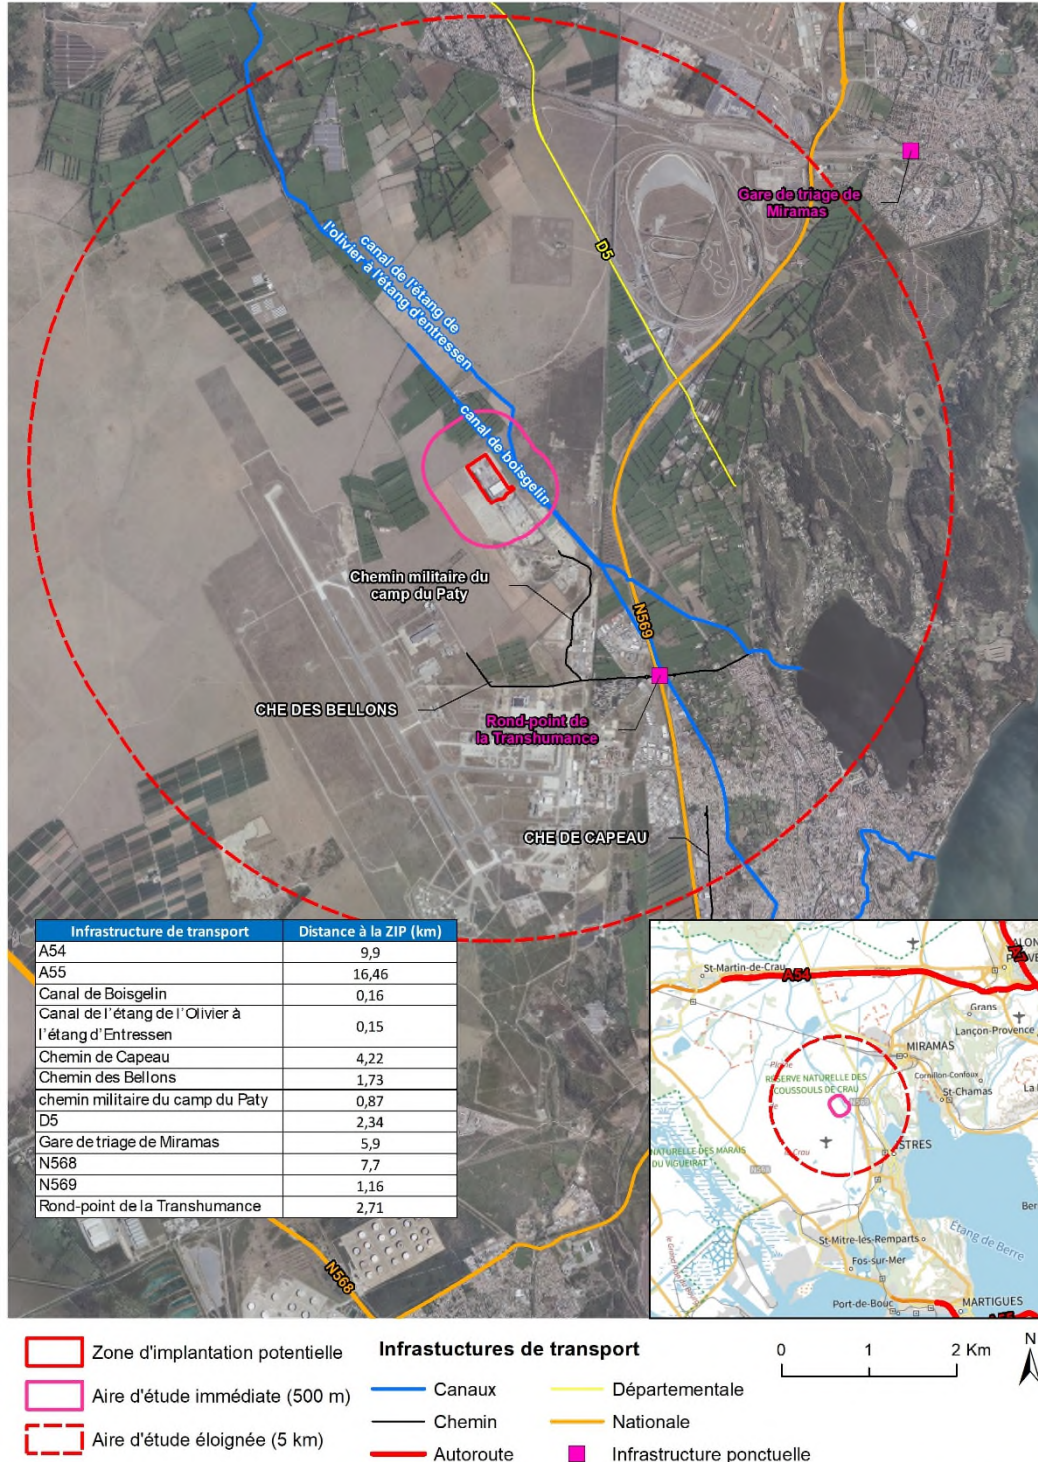 Gare de triage de
Miramas
D5
canal de l'étang de
l'olivier à l'étang d'entressen
canal de boisgelin
Chemin militaire du
camp du Paty
N569
CHE DES BELLONS
Rond-point de
la Transhumance
CHE DE CAPEAU
Infrastructure de transport Distance à la ZIP (km)
A54 9,9
A55 16,46
Canal de Boisgelin 0,16
Canal de l'étang de l'Olivier à
l'étang d'Entressen 0,15
Chemin de Capeau 4,22
Chemin des Bellons 1,73
chemin militaire du camp du Paty 0,87
D5 2,34
Gare de triage de Miramas 5,9
N568 7,7
N569 1,16
Rond-point de la Transhumance 2,71
N568
St-Martin-de-Crau
A54
Grans
Lançon-Provence
MIRAMAS
Cornillon-Confoux
St-Chamas
RÉSERVE NATURELLE DES
COUSSOULS DE CRAU
N569
la Crau
ISTRES
NATURELLE DES MARAIS
DU VIGUEIRAT
N568
St-Mitre-les-Remparts
Fos-sur-Mer
Étang de Berre
Port-de-Bouc
MARTIGUES
A55
Zone d'implantation potentielle
Aire d'étude immédiate (500 m)
Aire d'étude éloignée (5 km)
Infrastuctures de transport
Canaux
Chemin
Autoroute
Départementale
Nationale
Infrastructure ponctuelle
0 1 2 Km
N